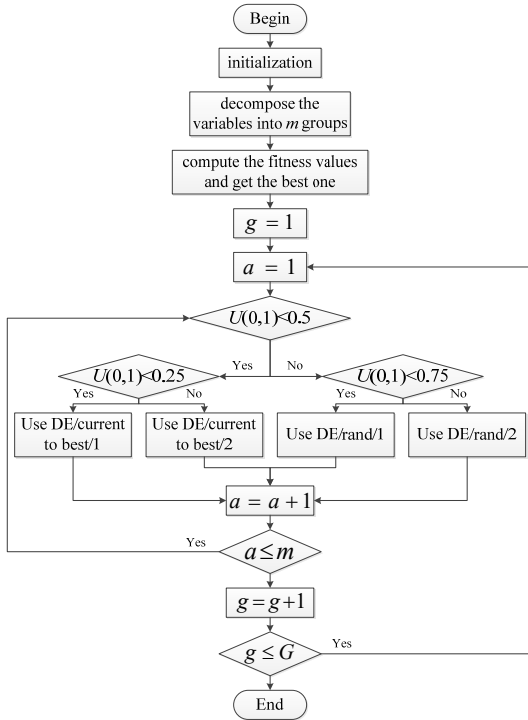 Begin
initialization
decompose the
variables into m groups
compute the fitness values
and get the best one
g = 1
a = 1
U(0,1)<0.5
Yes
No
U(0,1)<0.25
U(0,1)<0.75
Yes
No
Yes
No
Use DE/current
to best/1
Use DE/current
to best/2
Use DE/rand/1
Use DE/rand/2
a = a+1
Yes
a ≤ m
g = g+1
g ≤ G
Yes
End